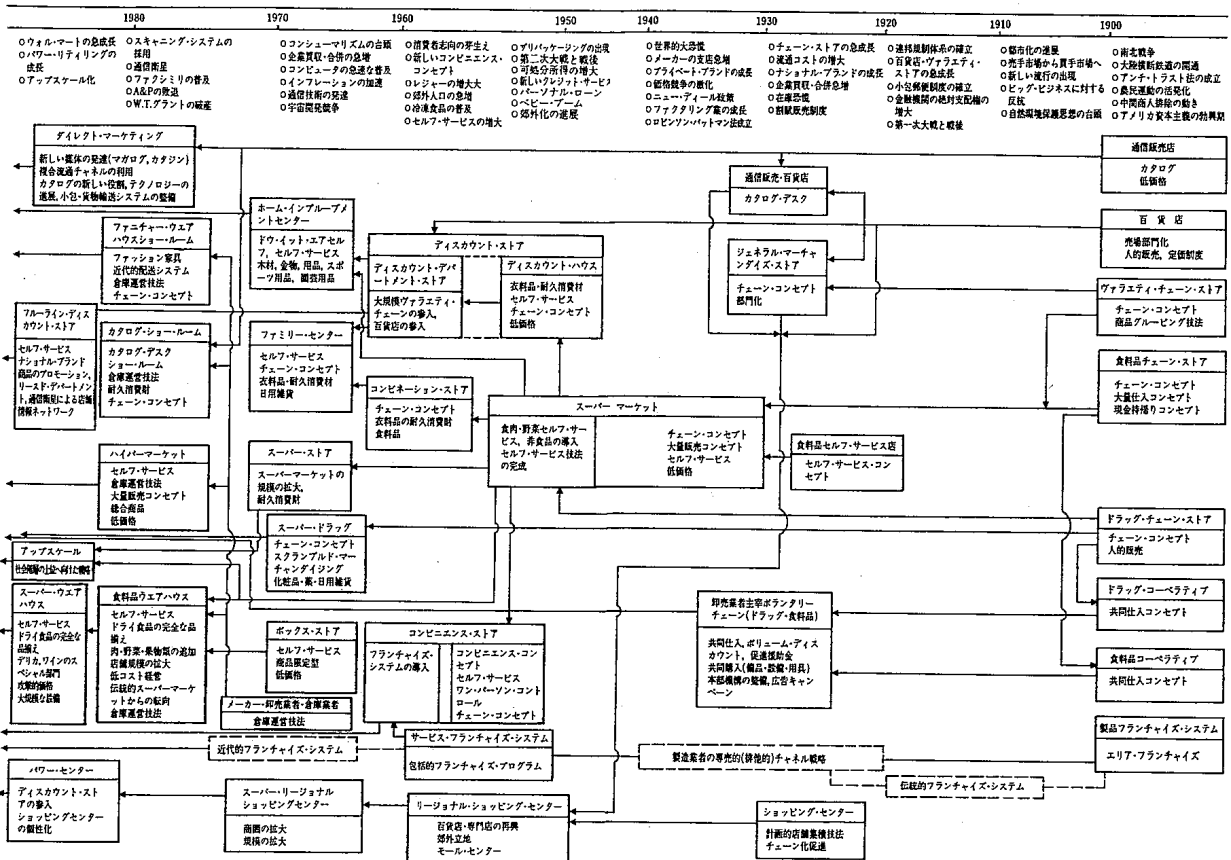 1980
1970
1960
1950
1940
1930
1920
1910
1900
○ウォル・マートの急成長
○パワー・リティリングの
成長
○アップスケール化
○スキャニング・システムの
採用
○通信衛星
○ファクシミリの普及
○A&Pの敗退
○W.T.グラントの破産
○コンシューマリズムの台頭
○企業買収・合併の急増
○コンピュータの急速な普及
○インフレーションの加速
○通信技術の発達
○宇宙開発競争
○消費者志向の芽生え
○新しいコンビニエンス・
コンセプト
○レジャーの増大大
○郊外人口の急増
○冷凍食品の普及
○セルフ・サービスの増大
○プリパッケージングの出現
○第二次大戦と戦後
○可処分所得の増大
○新しいクレジット・サービス
○パーソナル・ローン
○ベビー・ブーム
○郊外化の進展
○世界的大恐慌
○メーカーの支店急増
○プライベート・ブランドの成長
○価格競争の激化
○ニュー・ディール政策
○ファクタリング業の成長
○ロビンソン・パットマン法成立
○チェーン・ストアの急成長
○流通コストの増大
○ナショナル・ブランドの成長
○企業買収・合併急増
○在庫恐慌
○割賦販売制度
○連邦規制体系の確立
○百貨店・ヴァラエティ・
ストアの急成長
○小包郵便制度の確立
○金融機関の絶対支配権の
増大
○第一次大戦と戦後
○都市化の進展
○売手市場から買手市場へ
○新しい流行の出現
○ビッグ・ビジネスに対する
反抗
○自然環境保護思想の台頭
○南北戦争
○大陸横断鉄道の開通
○アンチ・トラスト法の成立
○農民運動の活発化
○中間商人排除の動き
○アメリカ資本主義の勃興期
ダイレクト・マーケティング
新しい媒体の発達(マガログ,カタジン)
複合流通チャネルの利用
カタログの新しい役割,テクノロジーの
進展,小包・貨物輸送システムの整備
通信販売店
カタログ
低価格
通信販売・百貨店
カタログ・デスク
百貨店
売場部門化
人的販売,定価制度
ホーム・インプルーブメ
ントセンター
ドウ・イット・エアセル
フ,セルフ・サービス
木材,金物,用品,スポ
ーツ用品,園芸用品
ファニチャー・ウエア
ハウスショー・ルーム
ファッション家具
近代的配送システム
倉庫運営技法
チェーン・コンセプト
ディスカウント・ストア
ディスカウント・デパ
ートメント・ストア
大規模ヴァラエティ・
チェーンの参入,
百貨店の参入
ディスカウント・ハウス
衣料品・耐久消費材
セルフ・サービス
チェーン・コンセプト
低価格
ジェネラル・マーチャ
ンダイズ・ストア
チェーン・コンセプト
部門化
ヴァラエティ・チェーン・ストア
チェーン・コンセプト
商品グルーピング技法
フルーライン・ディス
カウント・ストア
セルフ・サービス
ナショナル・ブランド
商品のプロモーション,
リースド・デパートメン
ト,通信衛星による店舗
情報ネットワーク
カタログ・ショー・ルーム
カタログ・デスク
ショー・ルーム
倉庫運営技法
耐久消費財
チェーン・コンセプト
ファミリー・センター
セルフ・サービス
チェーン・コンセプト
衣料品・耐久消費材
日用雑貨
コンビネーション・ストア
チェーン・コンセプト
衣料品の耐久消費財
食料品
食料品チェーン・ストア
チェーン・コンセプト
大量仕入コンセプト
現金持帰りコンセプト
スーパー マーケット
食肉・野菜セルフ・サー
ビス,非食品の導入
セルフ・サービス技法
の完成
チェーン・コンセプト
大量販売コンセプト
セルフ・サービス
低価格
食料品セルフ・サービス店
セルフ・サービス・コン
セプト
ハイパーマーケット
セルフ・サービス
倉庫運営技法
大量販売コンセプト
総合商品
低価格
スーパー・ストア
スーパーマーケットの
規模の拡大,
耐久消費財
スーパー・ドラッグ
チェーン・コンセプト
スクランブルド・マー
チャンダイジング
化粧品・薬・日用雑貨
ドラッグ・チェーン・ストア
チェーン・コンセプト
人的販売
アップスケール
社会階層の上位へ向けた戦略
ドラッグ・コーペラティブ
共同仕入コンセプト
スーパー・ウエア
ハウス
セルフ・サービス
ドライ食品の完全な
品揃え
デリカ,ワインのス
ペシャル部門
攻撃的価格
大規模な設備
食料品ウエアハウス
セルフ・サービス
ドライ食品の完全な品
揃え
肉・野菜・果物類の追加
店舗規模の拡大
低コスト経営
伝統的スーパーマーケ
ットからの転向
倉庫運営技法
ボックス・ストア
セルフ・サービス
商品限定型
低価格
コンビニエンス・ストア
フランチャイズ・
システムの導入
コンビニエンス・コン
セプト
セルフ・サービス
ワン・パーソン・コント
ロール
チェーン・コンセプト
卸売業者主宰ボランタリー
チェーン(ドラッグ・食料品)
共同仕入,ボリューム・ディス
カウント,促進援助金
共同購入(備品・設備・用具)
本部機構の整備,広告キャ
ンペーン
食料品コーペラティブ
共同仕入コンセプト
メーカー・卸売業者・倉庫業者
倉庫運営技法
近代的フランチャイズ・システム
サービス・フランチャイズ・システム
包括的フランチャイズ・プログラム
製造業者の専売的(排他的)チャネル戦略
製品フランチャイズ・システム
エリア・フランチャイズ
伝統的フランチャイズ・システム
パワー・センター
ディスカウント・スト
アの参入
ショッピングセンター
の個性化
スーパー・リージョナル
ショッピングセンター
商圏の拡大
規模の拡大
リージョナル・ショッピング・センター
百貨店・専門店の再興
郊外立地
モール・センター
ショッピング・センター
計画的店舗集積技法
チェーン化促進